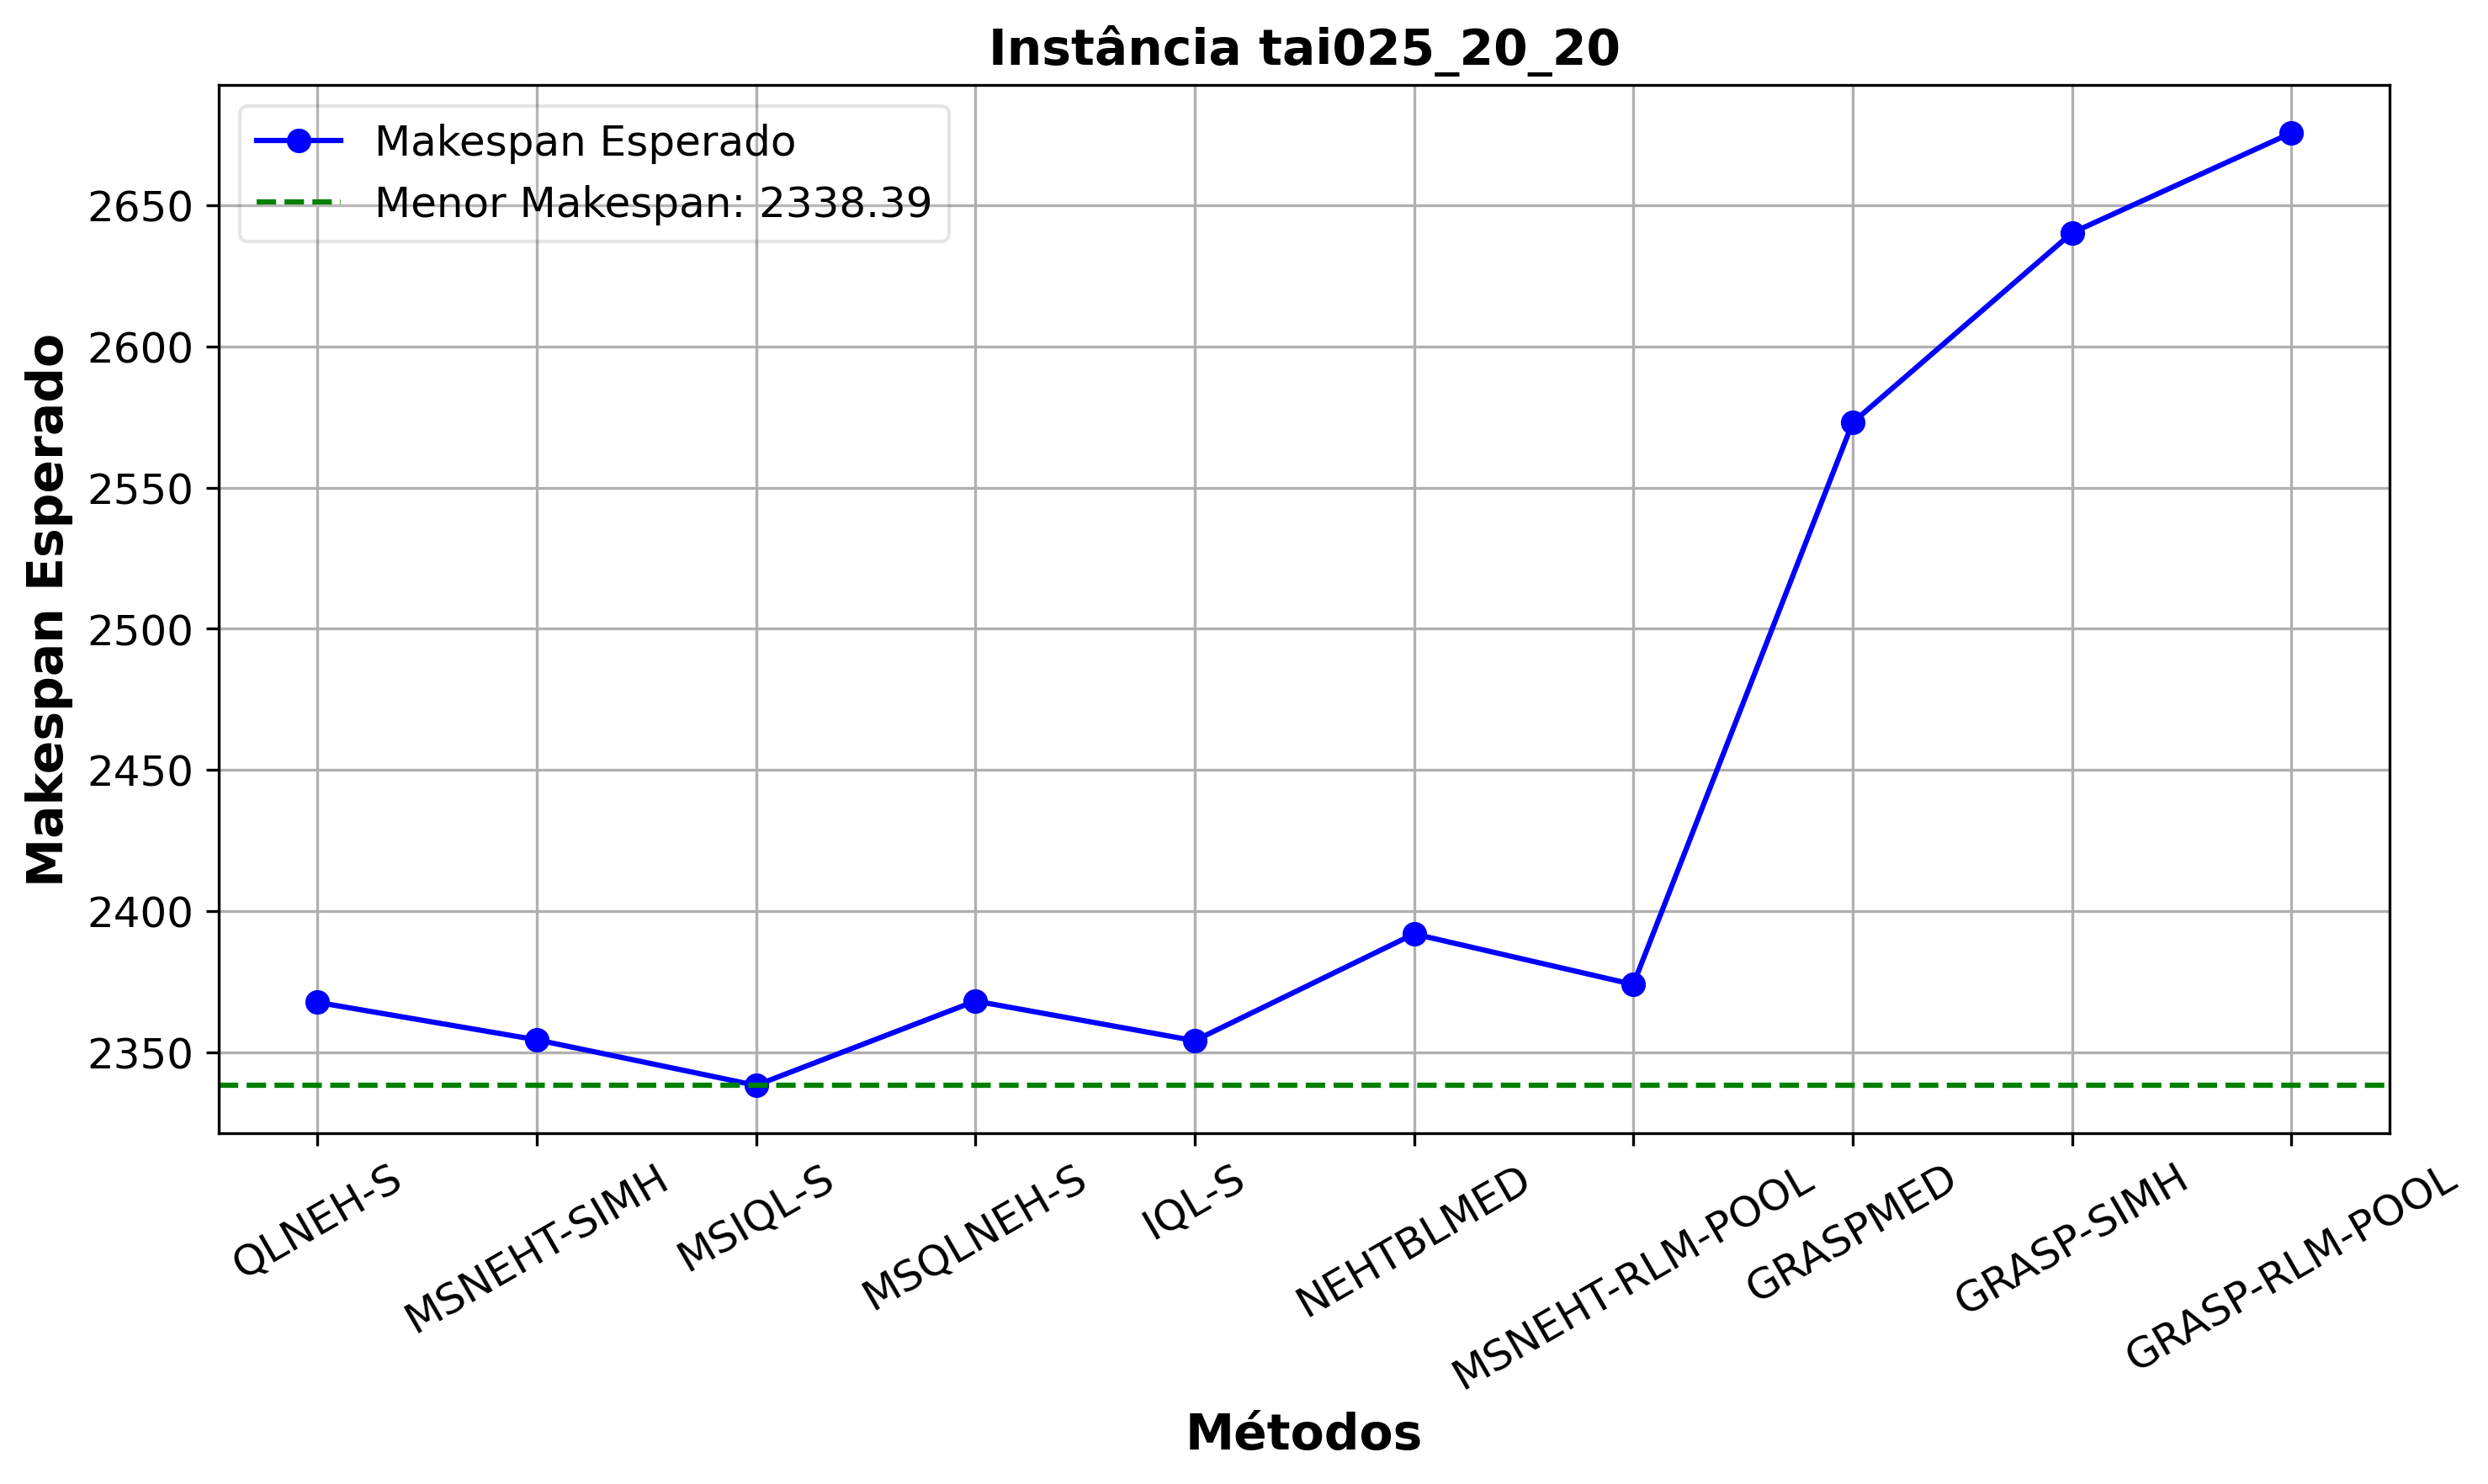 Instância tai025_20_20
Makespan Esperado
Menor Makespan: 2338.39
Makespan Esperado
2650
2600
2550
2500
2450
2400
2350
QLNEH-S
MSNEHT-SIMH
MSIQL-S
MSQLNEH-S
IQL-S
NEHTBLMED
MSNEHT-RLM-POOL
GRASPMED
GRASP-SIMH
GRASP-RLM-POOL
Métodos